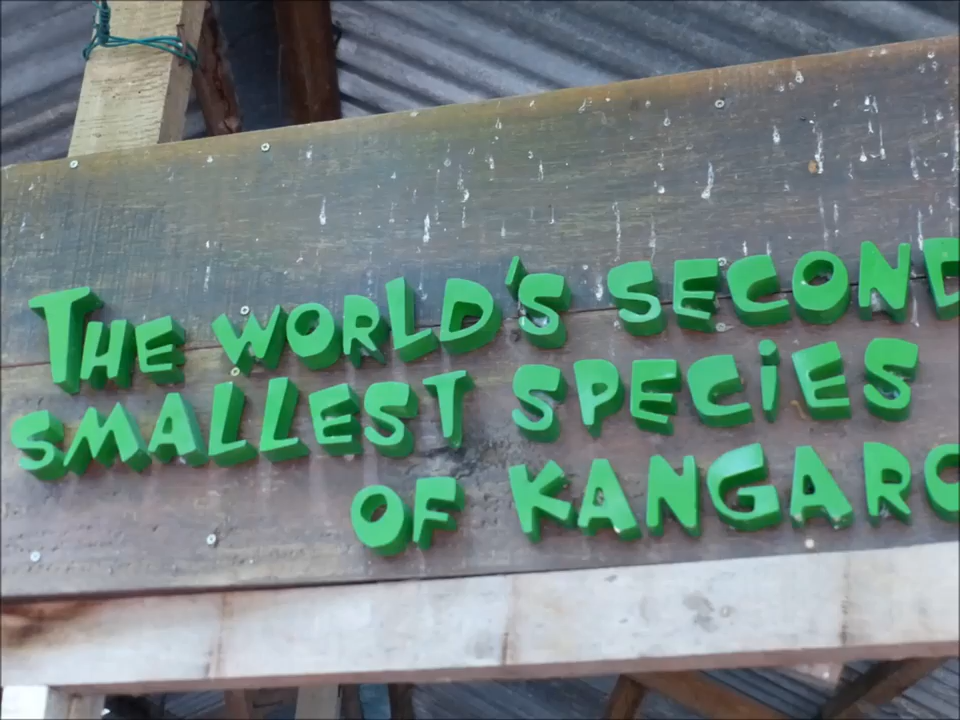 THE WORLD'S SECOND
SMALLEST SPECIES
OF KANGARO